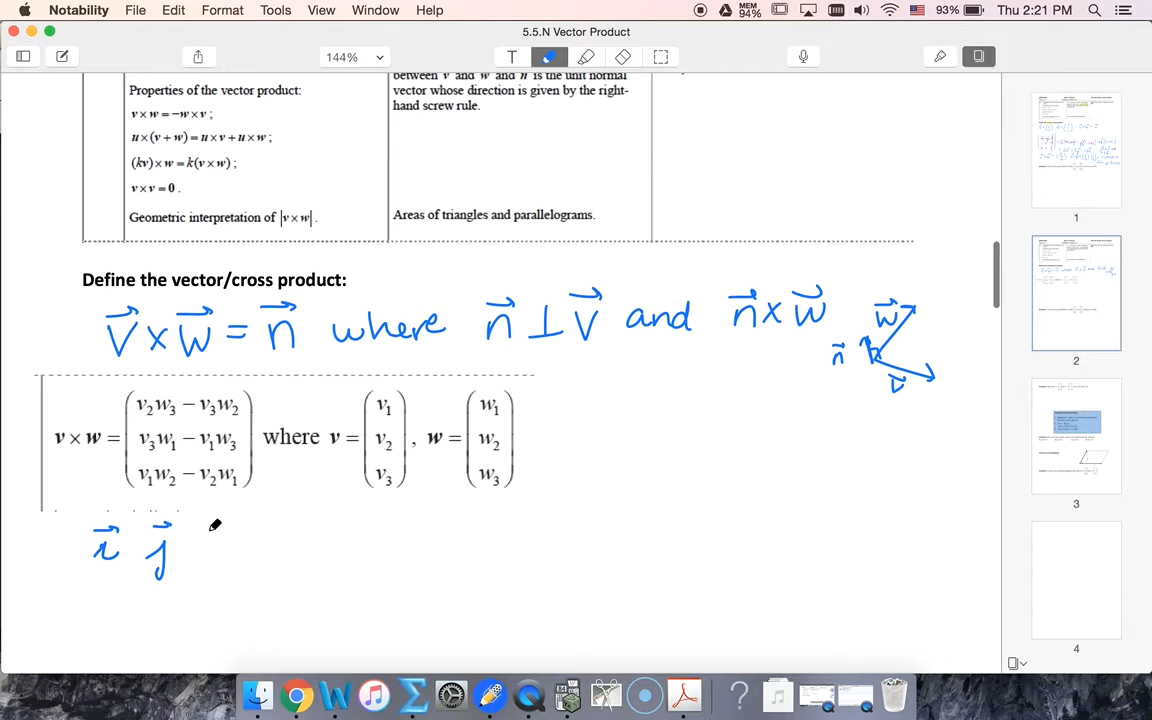 Notability File Edit Format Tools View Window Help MEM 94% 93% Thu 2:21 PM
5.5.N Vector Product
144% T
between v and w and n is the unit normal
Properties of the vector product: vector whose direction is given by the right-
hand screw rule.
v×w=−w×v;
u×(v+w)=u×v+u×w;
(kv)×w=k(v×w);
v×v=0.
Geometric interpretation of |v×w|. Areas of triangles and parallelograms.
Define the vector/cross product:
v⃗ × w⃗ = n⃗ where n⃗ ⊥ v⃗ and n⃗ × w⃗
w⃗
n⃗
v⃗
v × w = (v₂w₃ − v₃w₂, v₃w₁ − v₁w₃, v₁w₂ − v₂w₁) where v = (v₁, v₂, v₃), w = (w₁, w₂, w₃)
i⃗ j⃗
1
2
3
4